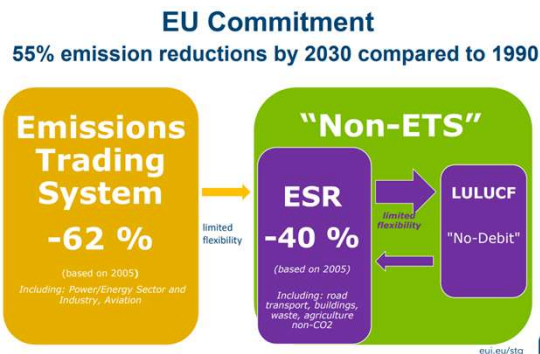 EU Commitment
55% emission reductions by 2030 compared to 1990
Emissions
Trading
System
-62 %
(based on 2005)
Including: Power/Energy Sector and
Industry, Aviation
limited
flexibility
“Non-ETS”
ESR
-40 %
(based on 2005)
Including: road
transport, buildings,
waste, agriculture
non-CO2
limited
flexibility
LULUCF
"No-Debit"
eui.eu/stg